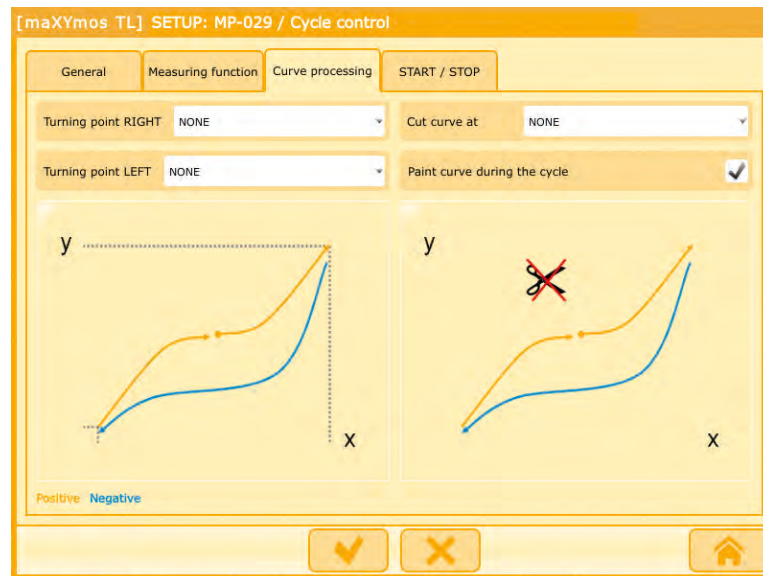 [maXYmos TL] SETUP: MP-029 / Cycle control
General Measuring function Curve processing START / STOP
Turning point RIGHT NONE Cut curve at NONE
Turning point LEFT NONE Paint curve during the cycle
y y
x x
Positive Negative